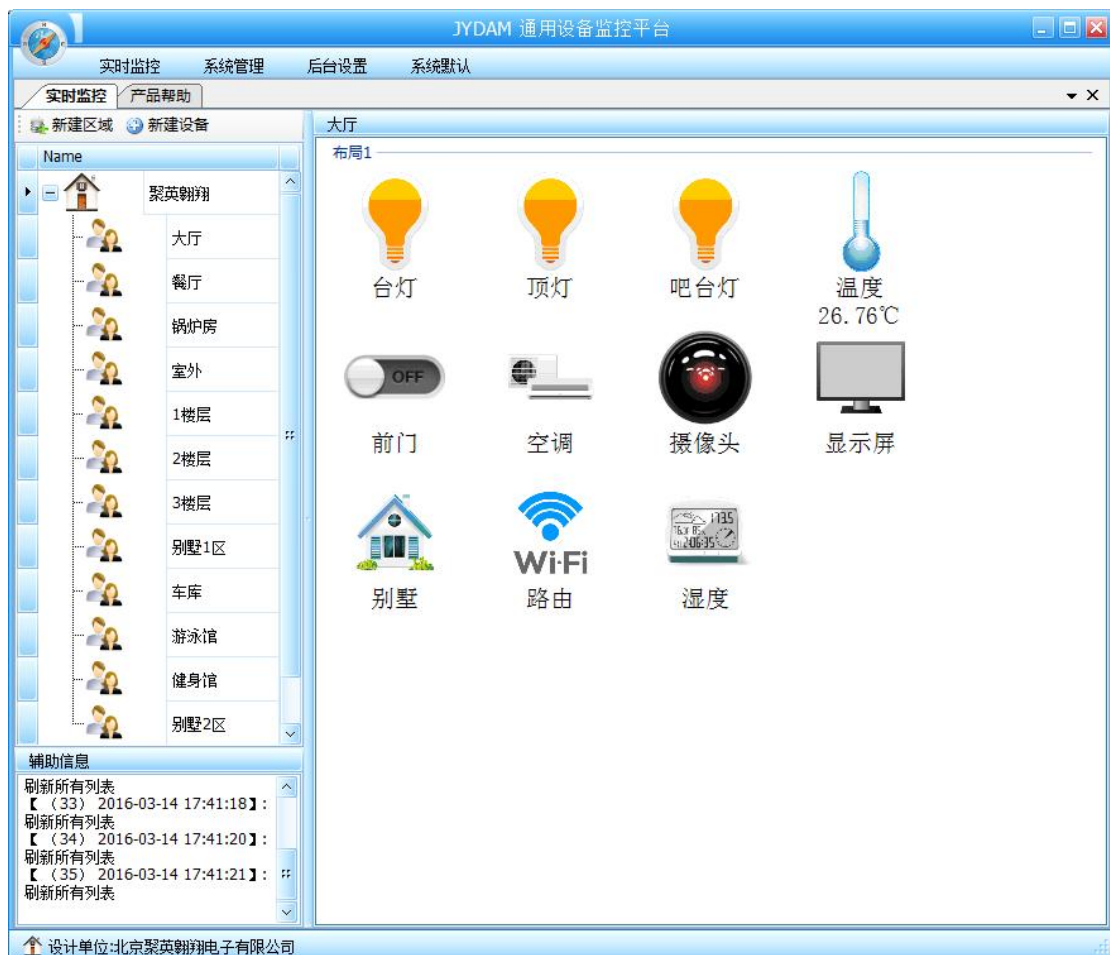 JYDAM 通用设备监控平台
实时监控 系统管理 后台设置 系统默认
实时监控 产品帮助
新建区域 新建设备
Name
聚英翱翔
大厅
餐厅
锅炉房
室外
1楼层
2楼层
3楼层
别墅1区
车库
游泳馆
健身馆
别墅2区
辅助信息
刷新所有列表
【（33） 2016-03-14 17:41:18】:
刷新所有列表
【（34） 2016-03-14 17:41:20】:
刷新所有列表
【（35） 2016-03-14 17:41:21】:
刷新所有列表
大厅
布局1
台灯 顶灯 吧台灯 温度
26.76℃
OFF
前门 空调 摄像头 显示屏
Wi-Fi
别墅 路由 湿度
设计单位:北京聚英翱翔电子有限公司